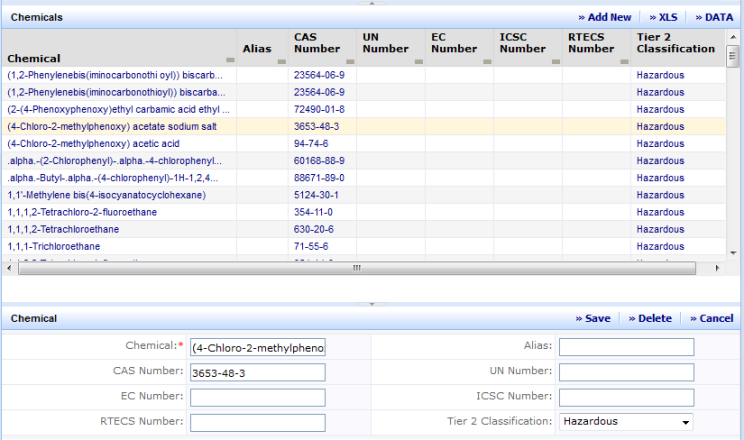 Chemicals » Add New » XLS » DATA
Chemical Alias CAS Number UN Number EC Number ICSC Number RTECS Number Tier 2 Classification
(1,2-Phenylenebis(iminocarbonothi oyl)) biscarb... 23564-06-9 Hazardous
(1,2-Phenylenebis(iminocarbonothioyl)) biscarba... 23564-06-9 Hazardous
(2-(4-Phenoxyphenoxy)ethyl carbamic acid ethyl ... 72490-01-8 Hazardous
(4-Chloro-2-methylphenoxy) acetate sodium salt 3653-48-3 Hazardous
(4-Chloro-2-methylphenoxy) acetic acid 94-74-6 Hazardous
.alpha.-(2-Chlorophenyl)-.alpha.-4-chlorophenyl... 60168-88-9 Hazardous
.alpha.-Butyl-.alpha.-(4-chlorophenyl)-1H-1,2,4... 88671-89-0 Hazardous
1,1'-Methylene bis(4-isocyanatocyclohexane) 5124-30-1 Hazardous
1,1,1,2-Tetrachloro-2-fluoroethane 354-11-0 Hazardous
1,1,1,2-Tetrachloroethane 630-20-6 Hazardous
1,1,1-Trichloroethane 71-55-6 Hazardous
Chemical » Save » Delete » Cancel
Chemical:* (4-Chloro-2-methylpheno Alias:
CAS Number: 3653-48-3 UN Number:
EC Number: ICSC Number:
RTECS Number: Tier 2 Classification: Hazardous